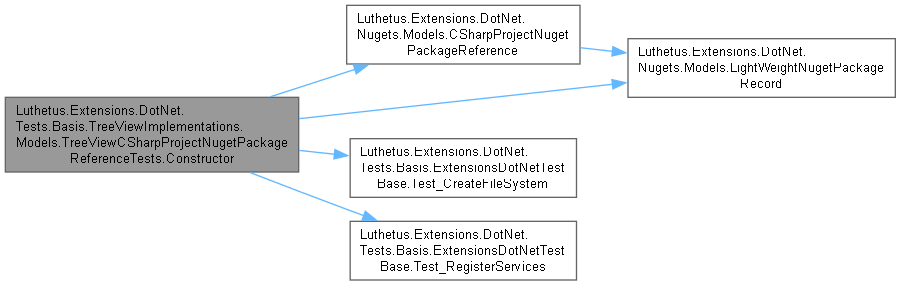 Luthetus.Extensions.DotNet.
Nugets.Models.CSharpProjectNuget
PackageReference
Luthetus.Extensions.DotNet.
Nugets.Models.LightWeightNugetPackage
Record
Luthetus.Extensions.DotNet.
Tests.Basis.TreeViewImplementations.
Models.TreeViewCSharpProjectNugetPackage
ReferenceTests.Constructor
Luthetus.Extensions.DotNet.
Tests.Basis.ExtensionsDotNetTest
Base.Test_CreateFileSystem
Luthetus.Extensions.DotNet.
Tests.Basis.ExtensionsDotNetTest
Base.Test_RegisterServices